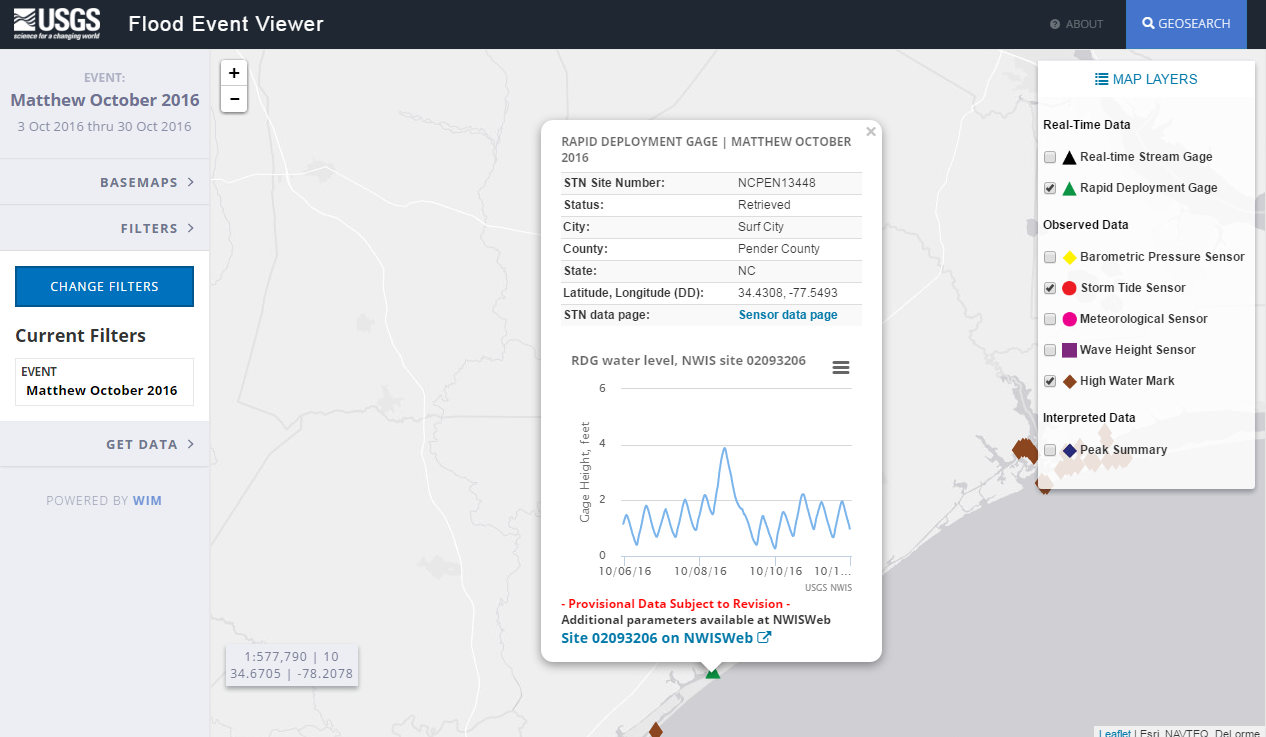 USGS
science for a changing world
Flood Event Viewer
ABOUT
GEOSEARCH
EVENT:
Matthew October 2016
3 Oct 2016 thru 30 Oct 2016
BASEMAPS
FILTERS
CHANGE FILTERS
Current Filters
EVENT
Matthew October 2016
GET DATA
POWERED BY WIM
+
−
1:577,790 | 10
34.6705 | -78.2078
×
RAPID DEPLOYMENT GAGE | MATTHEW OCTOBER
2016
STN Site Number: NCPEN13448
Status: Retrieved
City: Surf City
County: Pender County
State: NC
Latitude, Longitude (DD): 34.4308, -77.5493
STN data page: Sensor data page
RDG water level, NWIS site 02093206
Gage Height, feet
6
4
2
0
10/06/16 10/08/16 10/10/16 10/1...
USGS NWIS
- Provisional Data Subject to Revision -
Additional parameters available at NWISWeb
Site 02093206 on NWISWeb
MAP LAYERS
Real-Time Data
Real-time Stream Gage
Rapid Deployment Gage
Observed Data
Barometric Pressure Sensor
Storm Tide Sensor
Meteorological Sensor
Wave Height Sensor
High Water Mark
Interpreted Data
Peak Summary
Leaflet | Esri, NAVTEQ, DeLorme